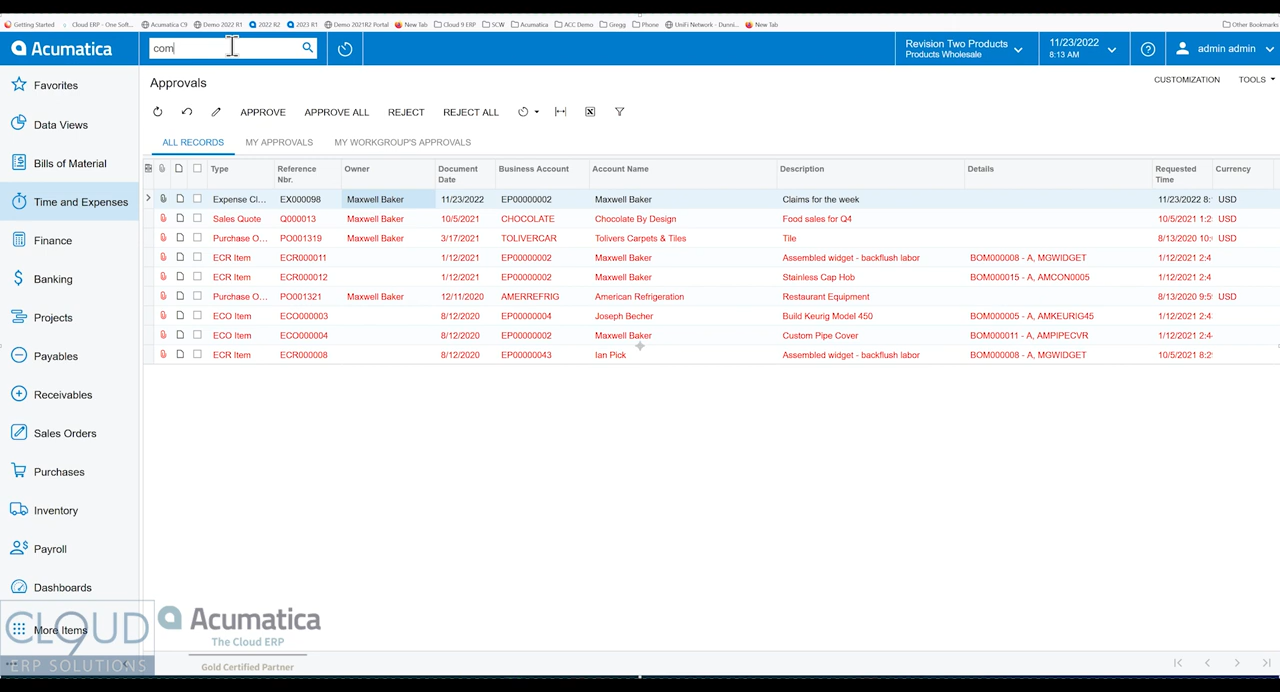 Getting Started Cloud ERP - One Soft... Acumatica C9 Demo 2022 R1 2022 R2 2023 R1 Demo 2021R2 Portal New Tab Cloud 9 ERP SCW Acumatica ACC Demo Gregg Phone UniFi Network - Dunni... New Tab Other Bookmarks
Acumatica com Revision Two Products 11/23/2022 admin admin
Products Wholesale 8:13 AM
Favorites
Data Views
Bills of Material
Time and Expenses
Finance
Banking
Projects
Payables
Receivables
Sales Orders
Purchases
Inventory
Payroll
Dashboards
More Items
Approvals CUSTOMIZATION TOOLS
APPROVE APPROVE ALL REJECT REJECT ALL
ALL RECORDS MY APPROVALS MY WORKGROUP'S APPROVALS
Type Reference Nbr. Owner Document Date Business Account Account Name Description Details Requested Time Currency
Expense Cl... EX000098 Maxwell Baker 11/23/2022 EP00000002 Maxwell Baker Claims for the week 11/23/2022 8: USD
Sales Quote Q000013 Maxwell Baker 10/5/2021 CHOCOLATE Chocolate By Design Food sales for Q4 10/5/2021 1:2 USD
Purchase O... PO001319 Maxwell Baker 3/17/2021 TOLIVERCAR Tolivers Carpets & Tiles Tile 8/13/2020 10: USD
ECR Item ECR000011 1/12/2021 EP00000002 Maxwell Baker Assembled widget - backflush labor BOM000008 - A, MGWIDGET 1/12/2021 2:4
ECR Item ECR000012 1/12/2021 EP00000002 Maxwell Baker Stainless Cap Hob BOM000015 - A, AMCON0005 1/12/2021 2:4
Purchase O... PO001321 Maxwell Baker 12/11/2020 AMERREFRIG American Refrigeration Restaurant Equipment 8/13/2020 9:5 USD
ECO Item ECO000003 8/12/2020 EP00000004 Joseph Becher Build Keurig Model 450 BOM000005 - A, AMKEURIG45 1/12/2021 2:4
ECO Item ECO000004 8/12/2020 EP00000002 Maxwell Baker Custom Pipe Cover BOM000011 - A, AMPIPECVR 1/12/2021 2:4
ECR Item ECR000008 8/12/2020 EP00000043 Ian Pick Assembled widget - backflush labor BOM000008 - A, MGWIDGET 10/5/2021 8:2
CLOUD 9
ERP SOLUTIONS
Acumatica
The Cloud ERP
Gold Certified Partner